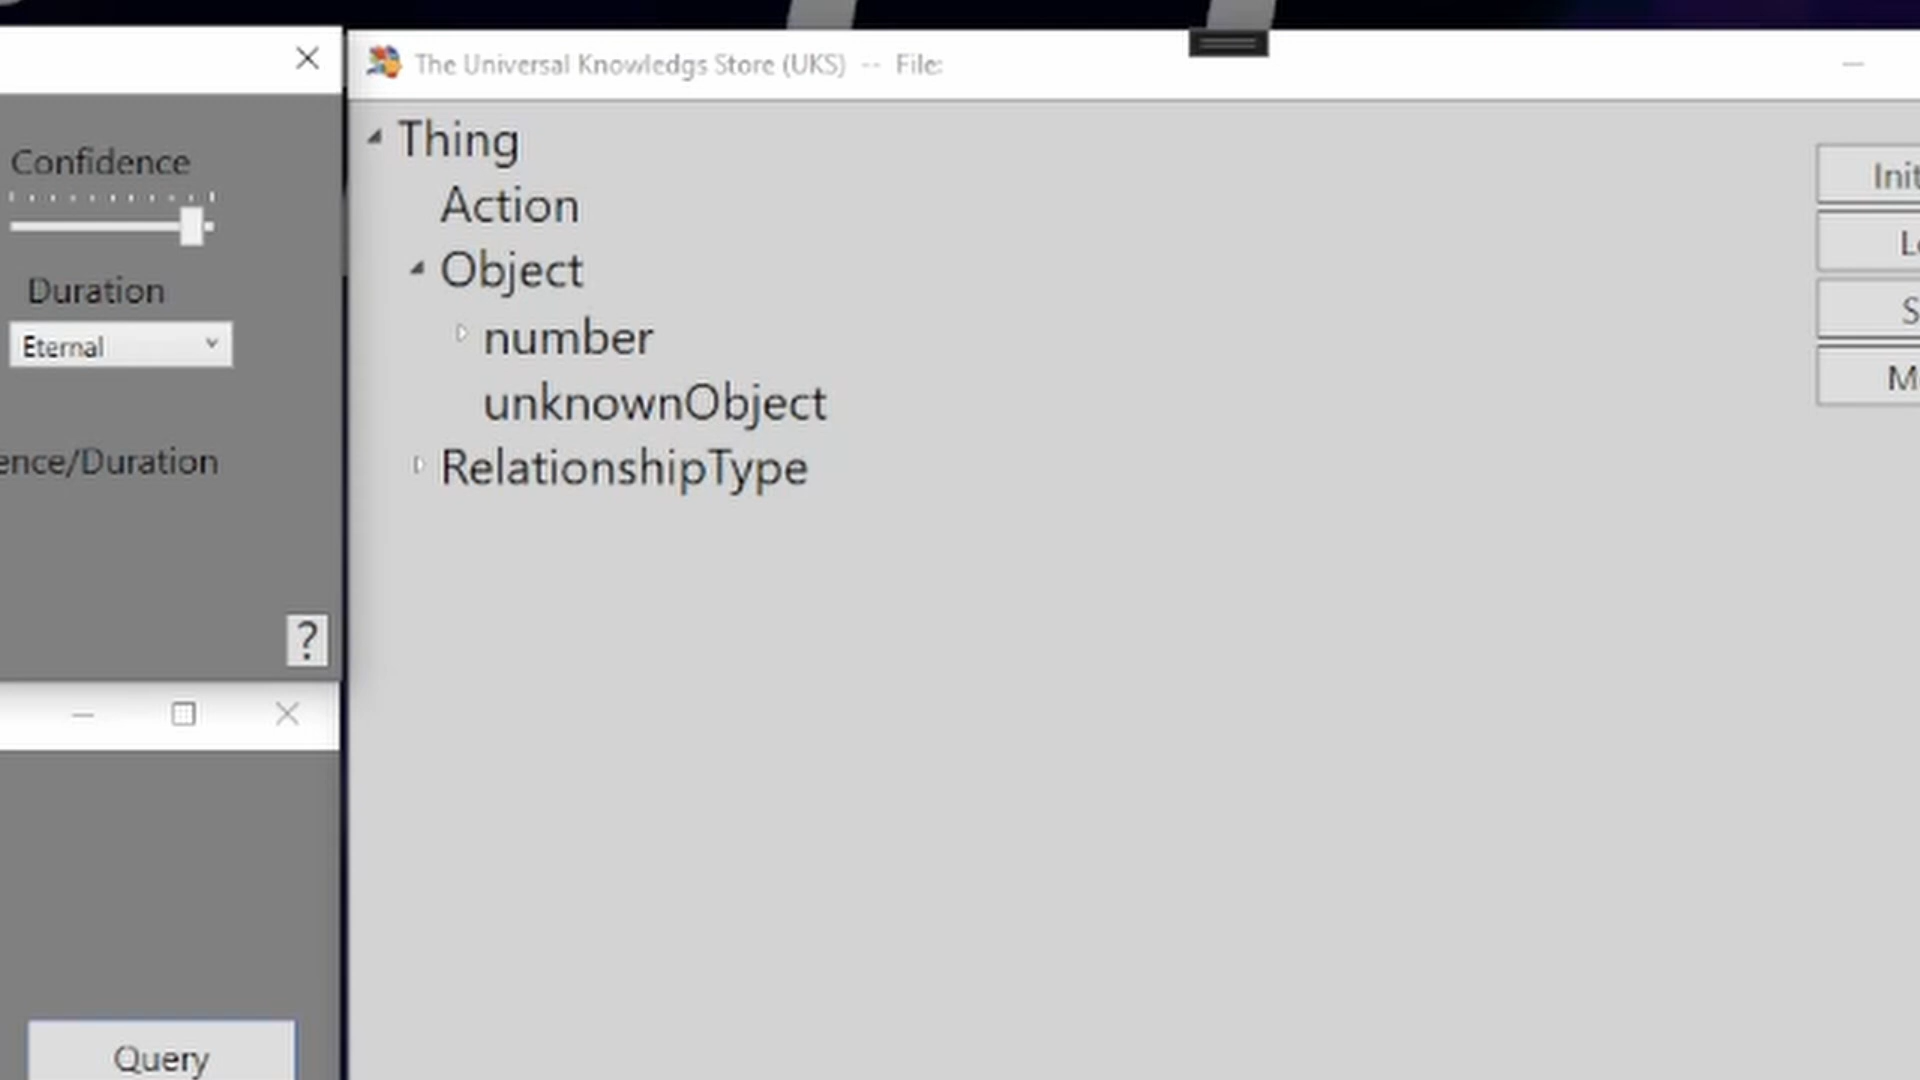 The Universal Knowledgs Store (UKS) -- File:
Confidence
Duration
Eternal
ence/Duration
?
Query
Thing
Action
Object
number
unknownObject
RelationshipType
Init